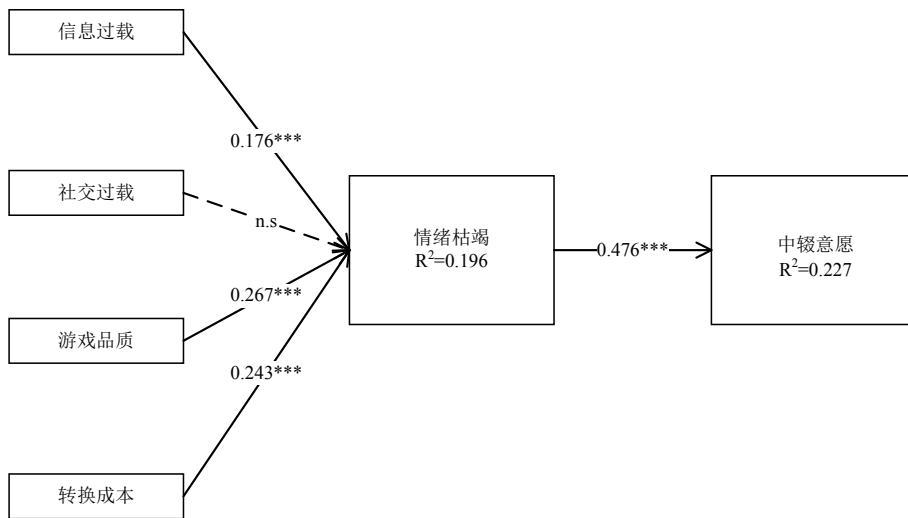 信息过载
0.176***
社交过载
n.s
情绪枯竭
R²=0.196
0.476***
中辍意愿
R²=0.227
0.267***
游戏品质
0.243***
转换成本